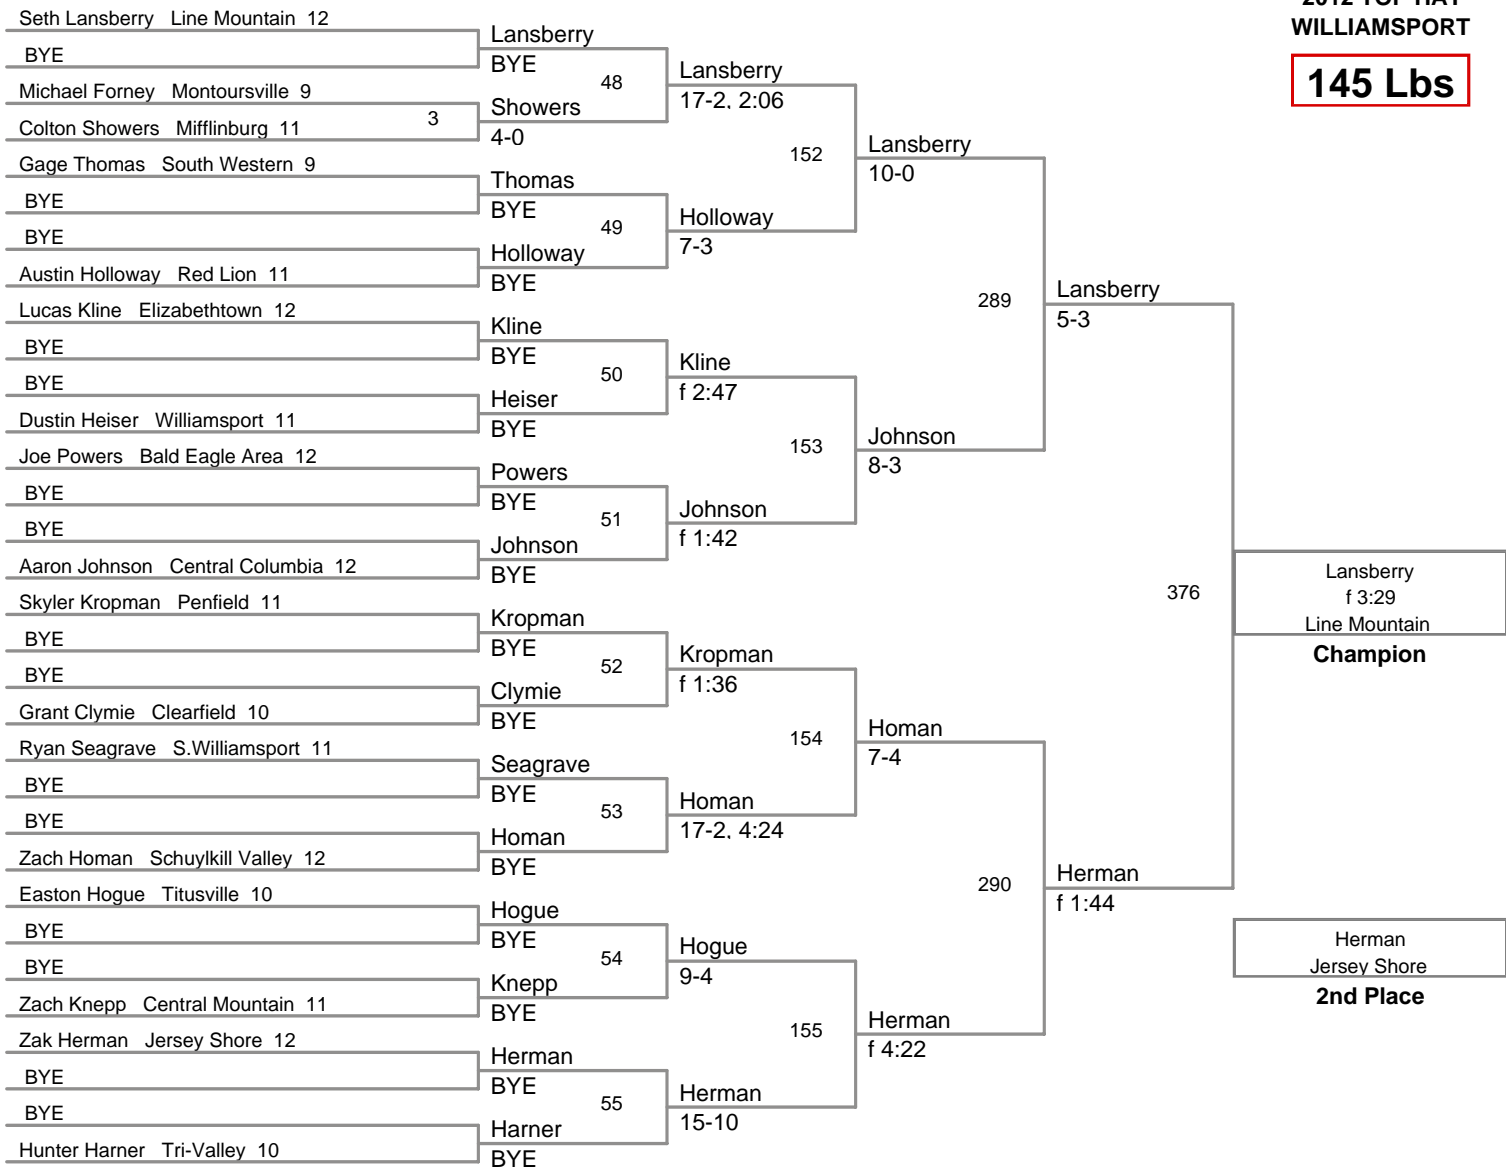 2012 TOP HAT
WILLIAMSPORT
145 Lbs
Seth Lansberry Line Mountain 12
BYE
Michael Forney Montoursville 9
Colton Showers Mifflinburg 11
Gage Thomas South Western 9
BYE
BYE
Austin Holloway Red Lion 11
Lucas Kline Elizabethtown 12
BYE
BYE
Dustin Heiser Williamsport 11
Joe Powers Bald Eagle Area 12
BYE
BYE
Aaron Johnson Central Columbia 12
Skyler Kropman Penfield 11
BYE
BYE
Grant Clymie Clearfield 10
Ryan Seagrave S.Williamsport 11
BYE
BYE
Zach Homan Schuylkill Valley 12
Easton Hogue Titusville 10
BYE
BYE
Zach Knepp Central Mountain 11
Zak Herman Jersey Shore 12
BYE
BYE
Hunter Harner Tri-Valley 10
3
Lansberry
BYE
48
Showers
4-0
Thomas
BYE
49
Holloway
BYE
Kline
BYE
50
Heiser
BYE
Powers
BYE
51
Johnson
BYE
Kropman
BYE
52
Clymie
BYE
Seagrave
BYE
53
Homan
BYE
Hogue
BYE
54
Knepp
BYE
Herman
BYE
55
Harner
BYE
Lansberry
17-2, 2:06
152
Holloway
7-3
Kline
f 2:47
153
Johnson
f 1:42
Kropman
f 1:36
154
Homan
17-2, 4:24
Hogue
9-4
155
Herman
15-10
Lansberry
10-0
289
Johnson
8-3
Homan
7-4
290
Herman
f 4:22
Lansberry
5-3
376
Herman
f 1:44
Lansberry
f 3:29
Line Mountain
Champion
Herman
Jersey Shore
2nd Place